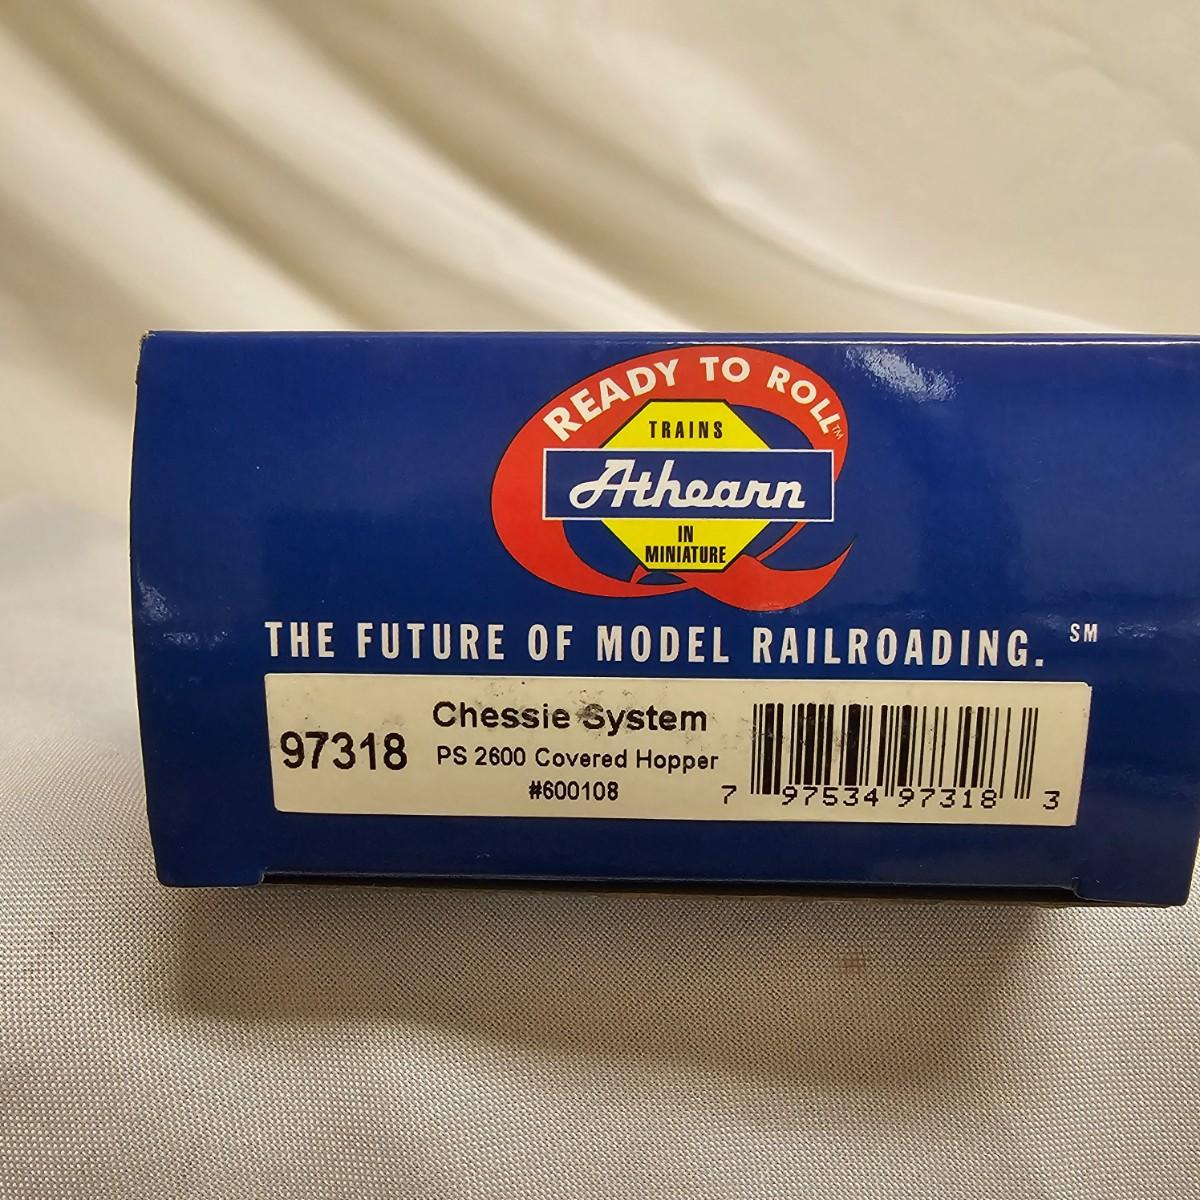 READY TO ROLL™
TRAINS
Athearn
IN
MINIATURE
THE FUTURE OF MODEL RAILROADING. SM
97318
Chessie System
PS 2600 Covered Hopper
#600108
7 97534 97318 3